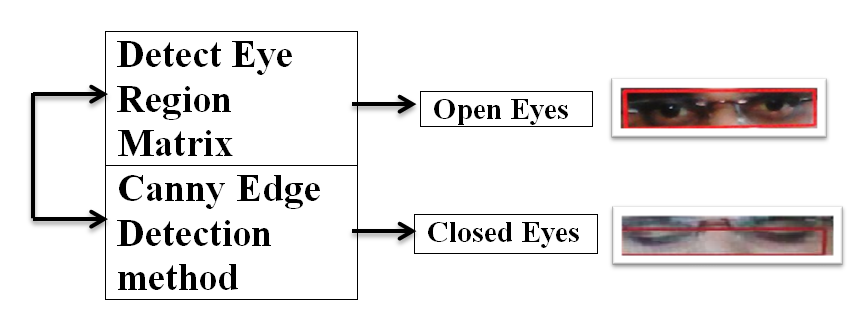 Detect Eye
Region
Matrix
Canny Edge
Detection
method
Open Eyes
Closed Eyes